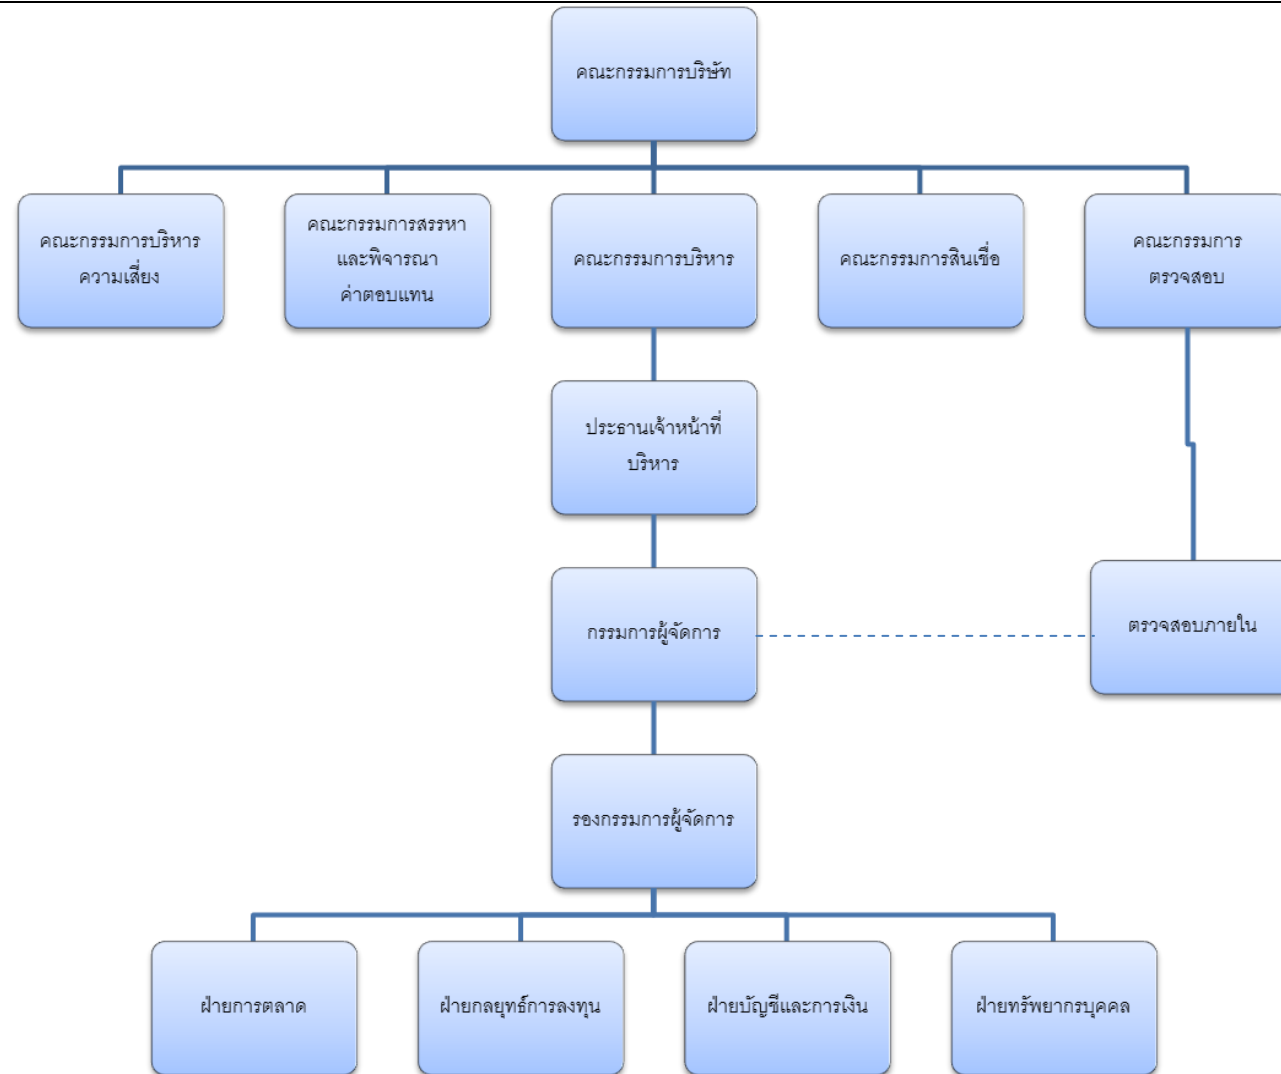 คณะกรรมการบริษัท
คณะกรรมการบริหาร
ความเสี่ยง
คณะกรรมการสรรหา
และพิจารณา
ค่าตอบแทน
คณะกรรมการบริหาร
คณะกรรมการสินเชื่อ
คณะกรรมการ
ตรวจสอบ
ประธานเจ้าหน้าที่
บริหาร
กรรมการผู้จัดการ
ตรวจสอบภายใน
รองกรรมการผู้จัดการ
ฝ่ายการตลาด
ฝ่ายกลยุทธ์การลงทุน
ฝ่ายบัญชีและการเงิน
ฝ่ายทรัพยากรบุคคล